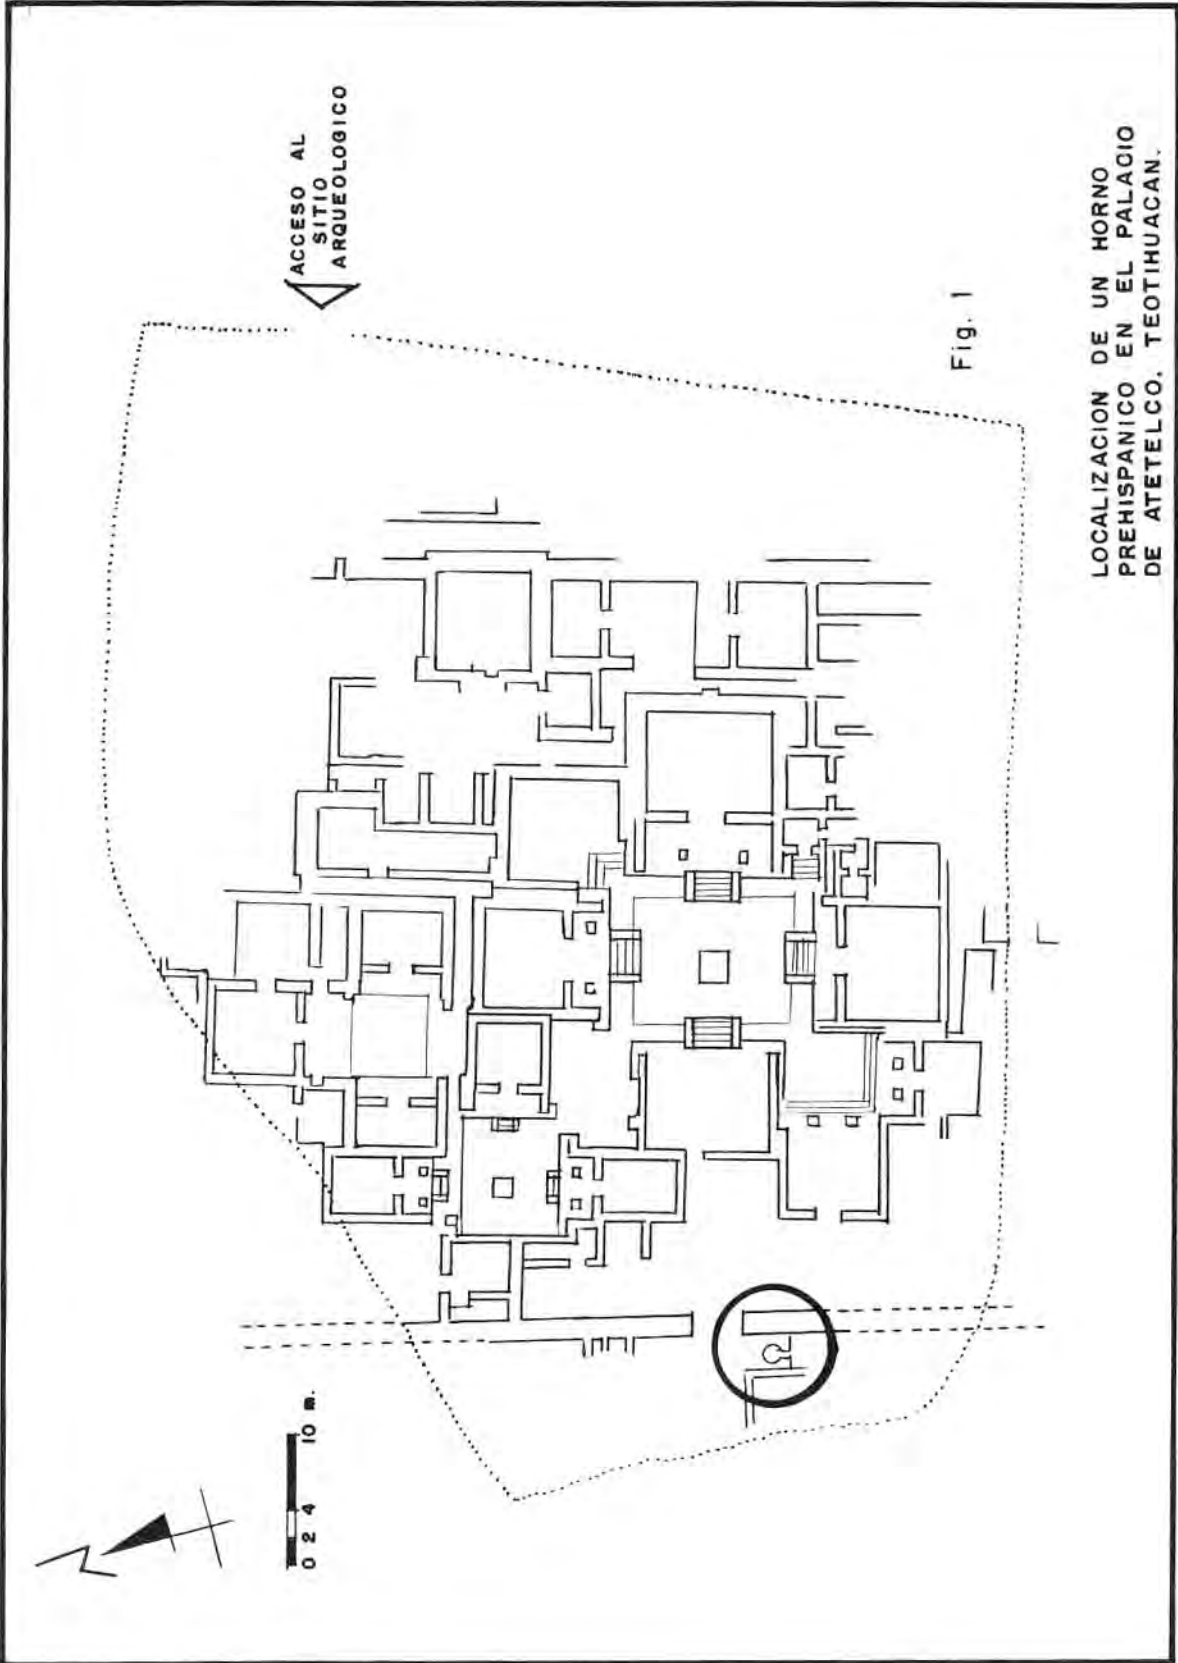 ACCESO AL
SITIO
ARQUEOLOGICO
N
0 2 4 10 m.
Fig. 1
LOCALIZACION DE UN HORNO
PREHISPANICO EN EL PALACIO
DE ATETELCO. TEOTIHUACAN.